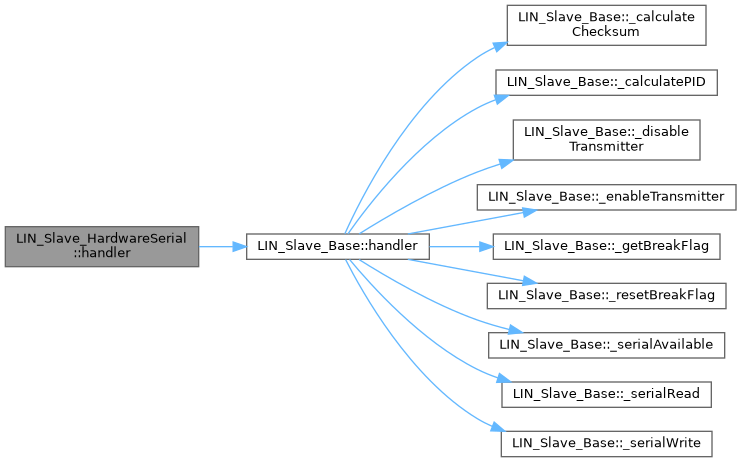 LIN_Slave_HardwareSerial
::handler
LIN_Slave_Base::handler
LIN_Slave_Base::_calculate
Checksum
LIN_Slave_Base::_calculatePID
LIN_Slave_Base::_disable
Transmitter
LIN_Slave_Base::_enableTransmitter
LIN_Slave_Base::_getBreakFlag
LIN_Slave_Base::_resetBreakFlag
LIN_Slave_Base::_serialAvailable
LIN_Slave_Base::_serialRead
LIN_Slave_Base::_serialWrite